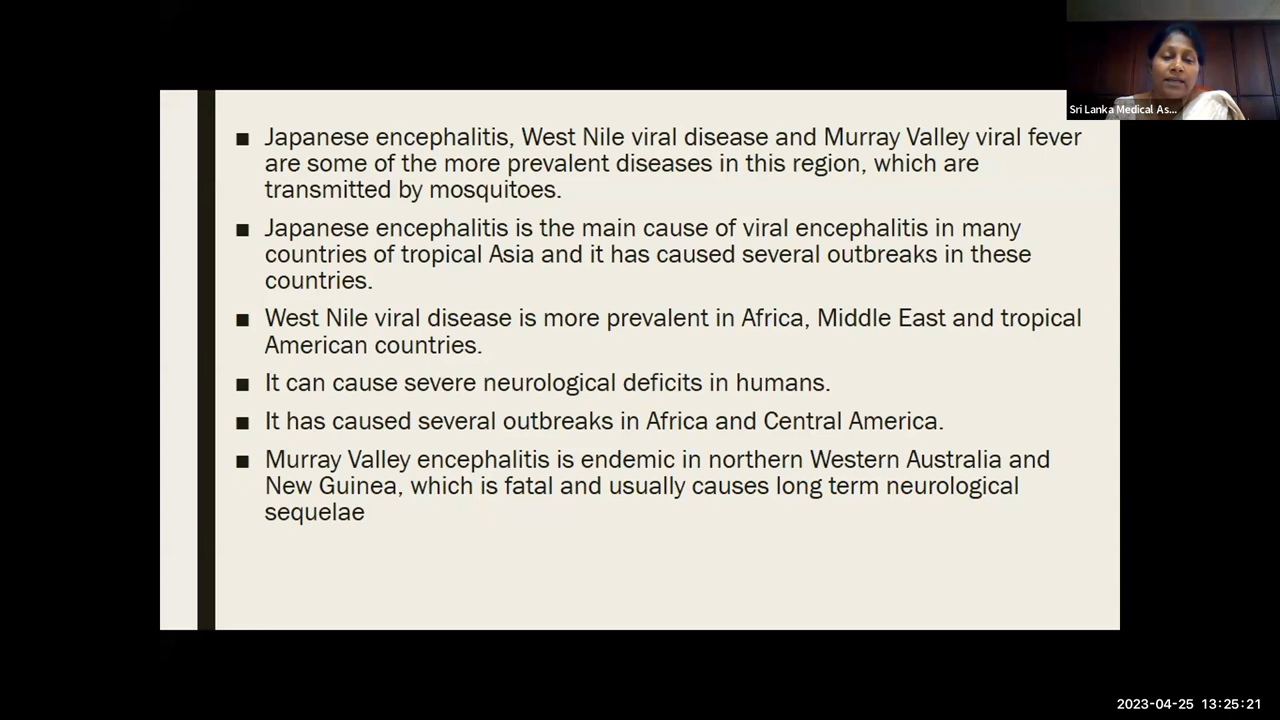 Sri Lanka Medical As...
■ Japanese encephalitis, West Nile viral disease and Murray Valley viral fever
are some of the more prevalent diseases in this region, which are
transmitted by mosquitoes.
■ Japanese encephalitis is the main cause of viral encephalitis in many
countries of tropical Asia and it has caused several outbreaks in these
countries.
■ West Nile viral disease is more prevalent in Africa, Middle East and tropical
American countries.
■ It can cause severe neurological deficits in humans.
■ It has caused several outbreaks in Africa and Central America.
■ Murray Valley encephalitis is endemic in northern Western Australia and
New Guinea, which is fatal and usually causes long term neurological
sequelae
2023-04-25 13:25:21